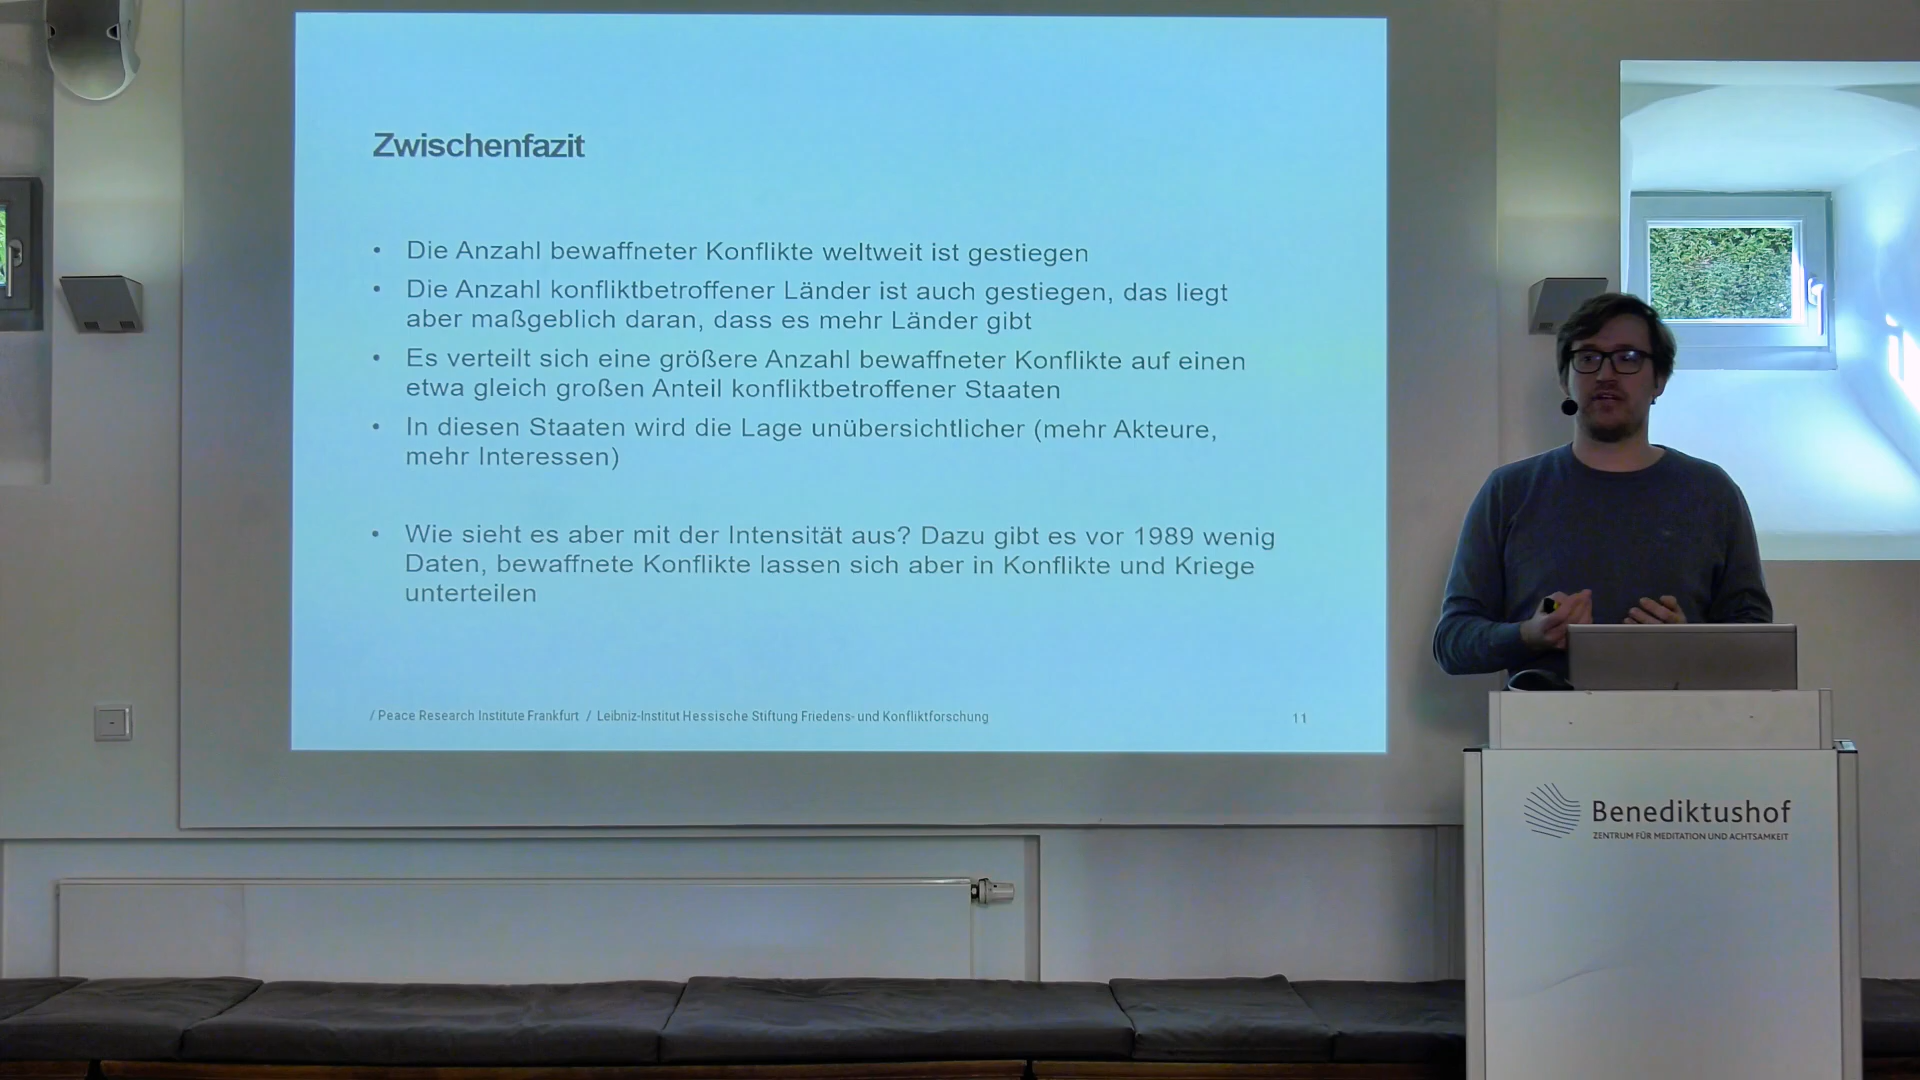 Zwischenfazit
• Die Anzahl bewaffneter Konflikte weltweit ist gestiegen
• Die Anzahl konfliktbetroffener Länder ist auch gestiegen, das liegt
aber maßgeblich daran, dass es mehr Länder gibt
• Es verteilt sich eine größere Anzahl bewaffneter Konflikte auf einen
etwa gleich großen Anteil konfliktbetroffener Staaten
• In diesen Staaten wird die Lage unübersichtlicher (mehr Akteure,
mehr Interessen)
• Wie sieht es aber mit der Intensität aus? Dazu gibt es vor 1989 wenig
Daten, bewaffnete Konflikte lassen sich aber in Konflikte und Kriege
unterteilen
/ Peace Research Institute Frankfurt / Leibniz-Institut Hessische Stiftung Friedens- und Konfliktforschung
11
Benediktushof
ZENTRUM FÜR MEDITATION UND ACHTSAMKEIT